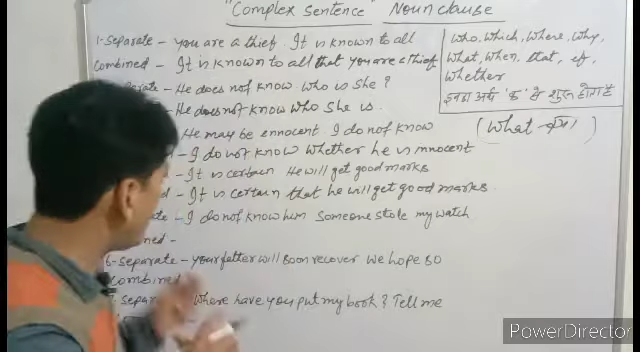 "Complex Sentence" Noun clause
1-Separate - You are a thief. It is known to all
Combined - It is known to all that you are a thief
- He does not know who is she?
- He does not know who she is.
He may be ennocent I do not know
- I do not know whether he is innocent
- It is certain He will get good marks
- It is certain that he will get good marks.
- I do not know him Someone stole my watch
-
6-Separate - Your father will soon recover we hope so
Combined
Where have you put my book? Tell me
Who, which, where, why,
what, when, that, if,
whether
इनका अर्थ 'क' से शुरू होता है
(What - क्या)
PowerDirector